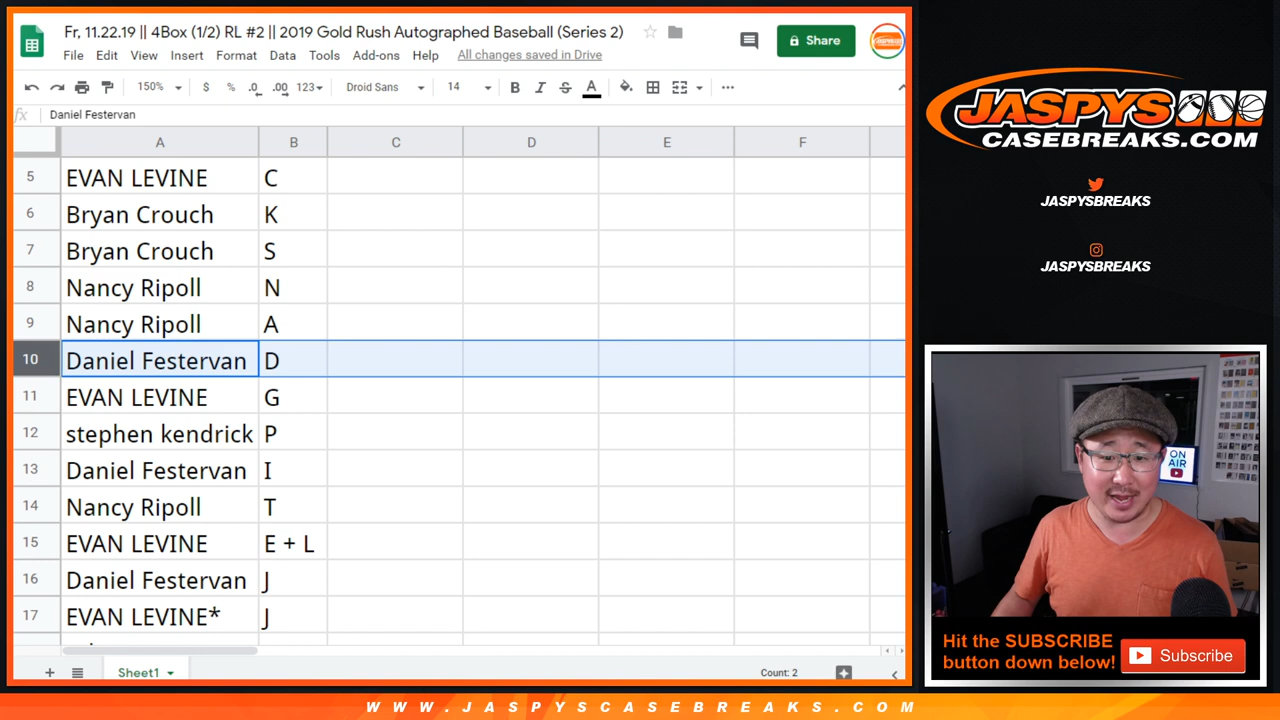 Fr, 11.22.19 || 4Box (1/2) RL #2 || 2019 Gold Rush Autographed Baseball (Series 2)
File Edit View Insert Format Data Tools Add-ons Help All changes saved in Drive
Share
150% $ % .0 .00 123 Droid Sans 14 B I S A
fx Daniel Festervan
A B C D E F
5 EVAN LEVINE C
6 Bryan Crouch K
7 Bryan Crouch S
8 Nancy Ripoll N
9 Nancy Ripoll A
10 Daniel Festervan D
11 EVAN LEVINE G
12 stephen kendrick P
13 Daniel Festervan I
14 Nancy Ripoll T
15 EVAN LEVINE E + L
16 Daniel Festervan J
17 EVAN LEVINE* J
Sheet1
Count: 2
JASPYS
CASEBREAKS.COM
JASPYSBREAKS
JASPYSBREAKS
ON
AIR
Hit the SUBSCRIBE
button down below!
Subscribe
WWW.JASPYSCASEBREAKS.COM